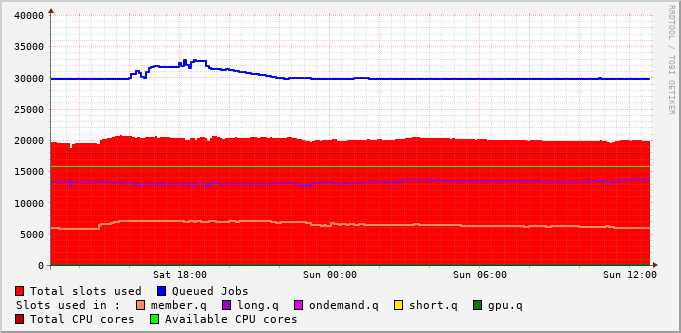 RRDTOOL / TOBI OETIKER
40000
35000
30000
25000
20000
15000
10000
5000
0
Sat 18:00 Sun 00:00 Sun 06:00 Sun 12:00
Total slots used Queued Jobs
Slots used in : member.q long.q ondemand.q short.q gpu.q
Total CPU cores Available CPU cores